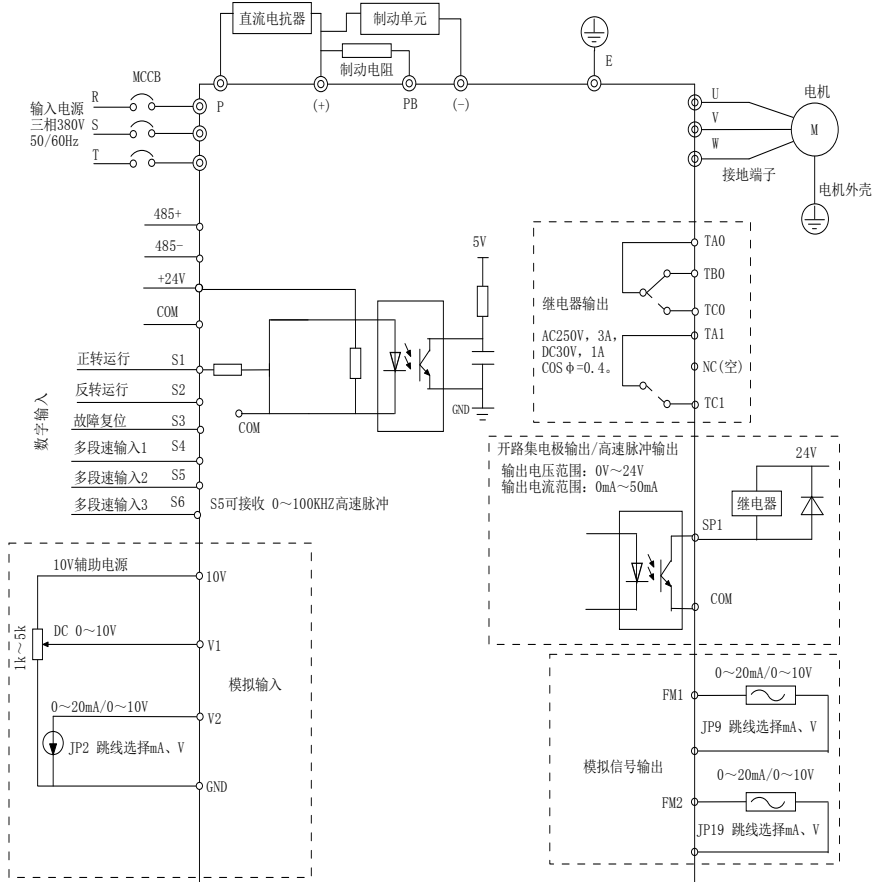 直流电抗器
制动单元
制动电阻
E
MCCB
P
(+)
PB
(-)
输入电源
三相380V
50/60Hz
R
S
T
U
V
W
电机
M
接地端子
电机外壳
485+
485-
+24V
COM
5V
GND
COM
数字输入
正转运行 S1
反转运行 S2
故障复位 S3
多段速输入1 S4
多段速输入2 S5
多段速输入3 S6
S5可接收 0～100KHZ高速脉冲
继电器输出
AC250V，3A，
DC30V，1A
COSφ=0.4。
TA0
TB0
TC0
TA1
NC(空)
TC1
开路集电极输出/高速脉冲输出
输出电压范围：0V～24V
输出电流范围：0mA～50mA
24V
继电器
SP1
COM
10V辅助电源
10V
1k～5k
DC 0～10V
V1
模拟输入
0～20mA/0～10V
V2
JP2 跳线选择mA、V
GND
模拟信号输出
0～20mA/0～10V
FM1
JP9 跳线选择mA、V
0～20mA/0～10V
FM2
JP19 跳线选择mA、V